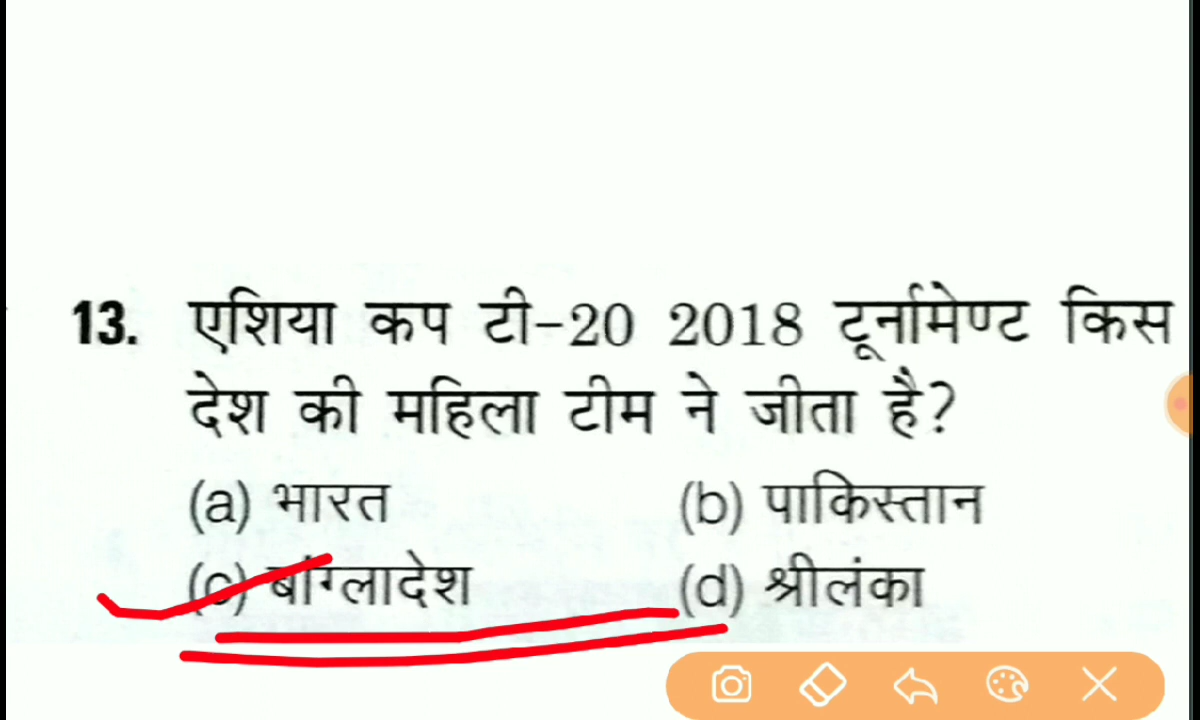 13. एशिया कप टी-20 2018 टूर्नामेण्ट किस
देश की महिला टीम ने जीता है?
(a) भारत (b) पाकिस्तान
(c) बांग्लादेश (d) श्रीलंका